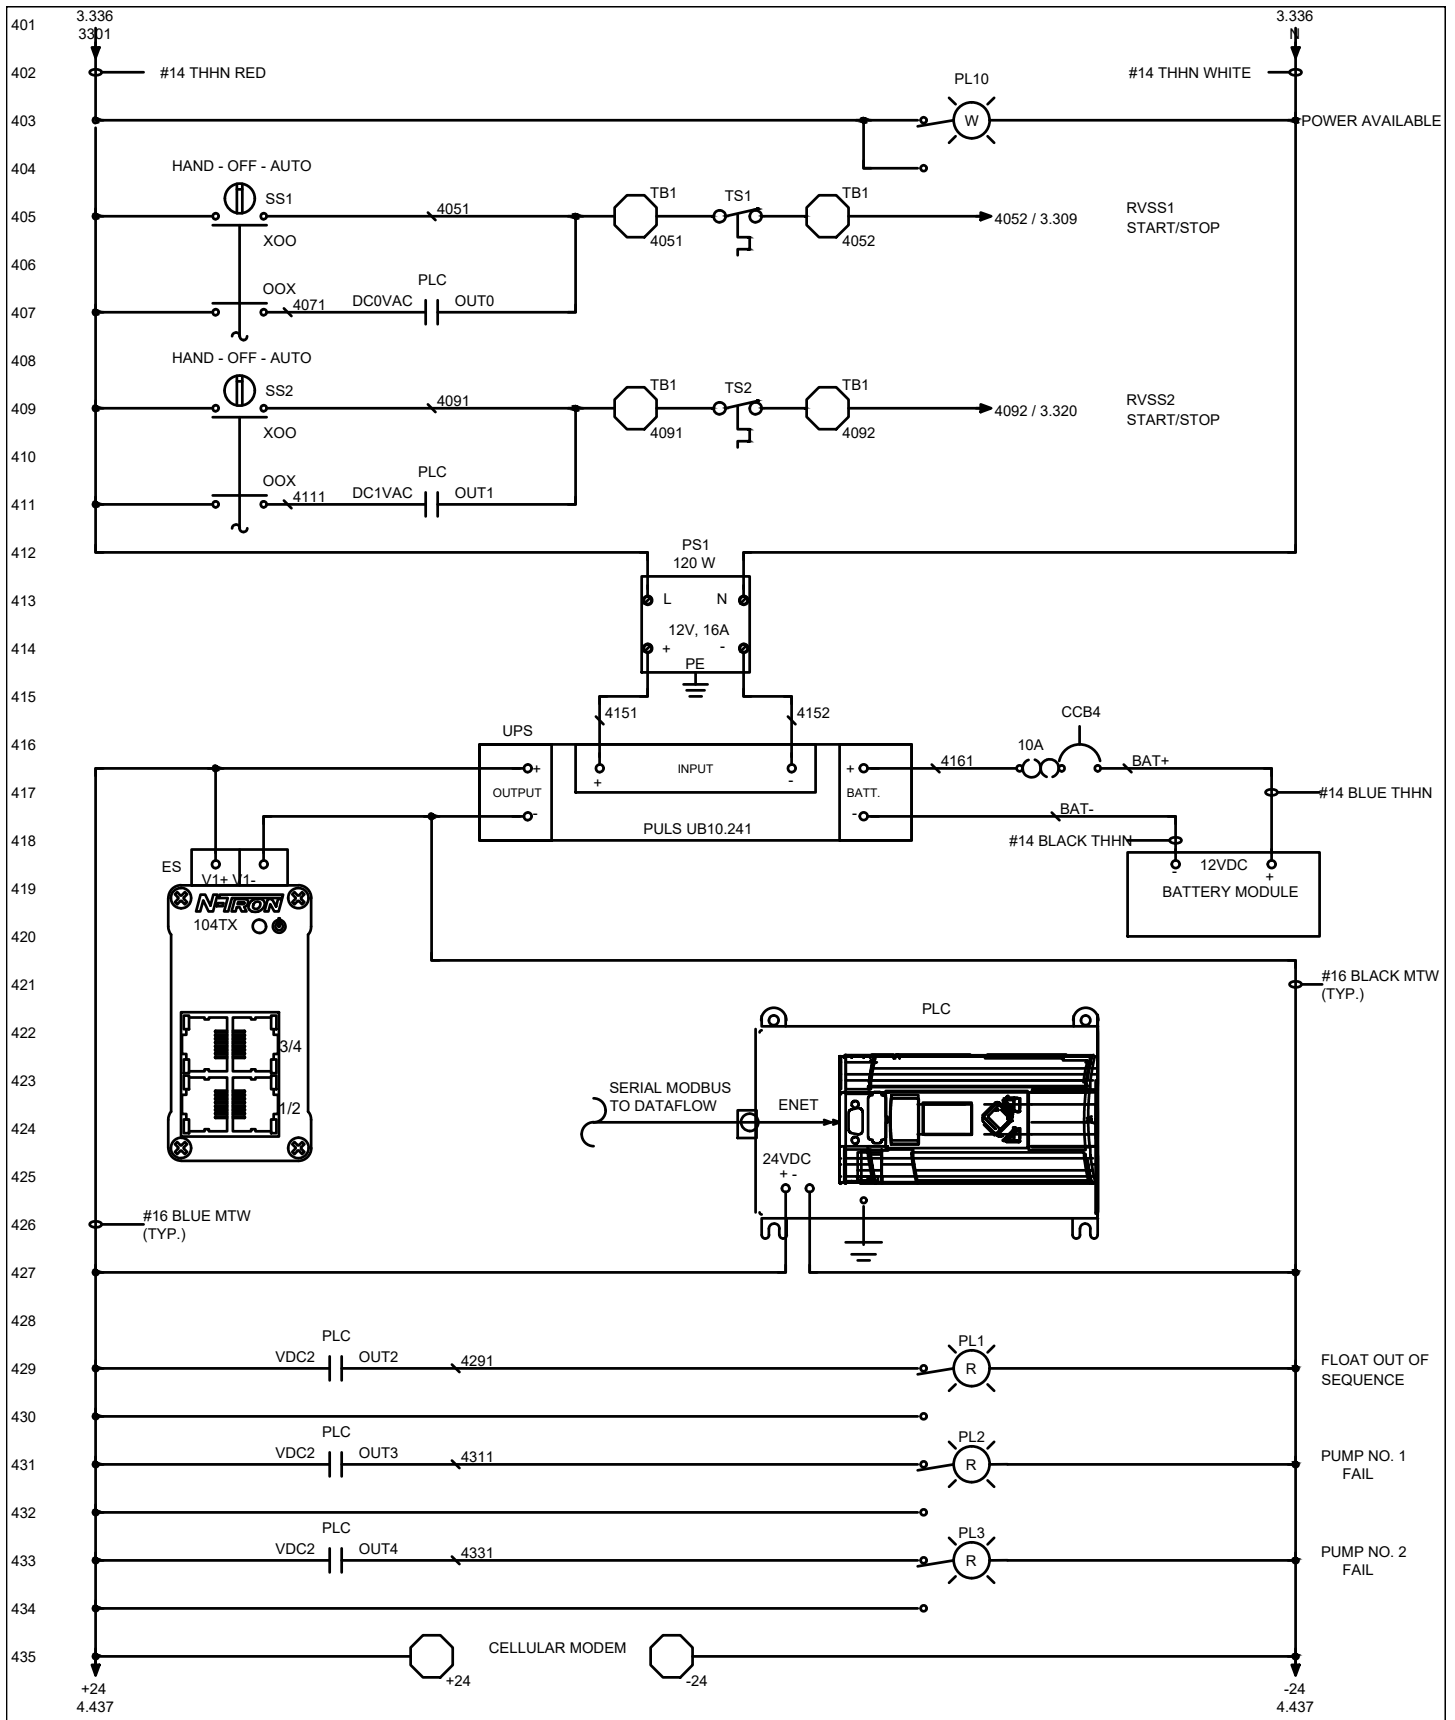 401
3.336
3301
3.336
N
402
#14 THHN RED
#14 THHN WHITE
PL10
403
W
POWER AVAILABLE
404
HAND - OFF - AUTO
SS1
405
4051
TB1
TS1
TB1
4052 / 3.309
RVSS1
START/STOP
XOO
4051
4052
406
OOX
PLC
407
4071
DC0VAC
OUT0
408
HAND - OFF - AUTO
SS2
409
4091
TB1
TS2
TB1
4092 / 3.320
RVSS2
START/STOP
XOO
4091
4092
410
OOX
PLC
411
4111
DC1VAC
OUT1
412
PS1
120 W
413
L
N
12V, 16A
414
+
-
PE
415
4151
4152
CCB4
416
UPS
10A
+
INPUT
+
4161
BAT+
417
OUTPUT
+
-
BATT.
#14 BLUE THHN
-
-
BAT-
PULS UB10.241
418
#14 BLACK THHN
ES
V1+
V1-
-
12VDC
+
419
BATTERY MODULE
N-TRON
104TX
420
421
#16 BLACK MTW
(TYP.)
PLC
422
3/4
423
SERIAL MODBUS
TO DATAFLOW
ENET
1/2
424
24VDC
425
+ -
#16 BLUE MTW
426
(TYP.)
427
428
PLC
PL1
429
VDC2
OUT2
4291
R
FLOAT OUT OF
SEQUENCE
430
PLC
PL2
431
VDC2
OUT3
4311
R
PUMP NO. 1
FAIL
432
PLC
PL3
433
VDC2
OUT4
4331
R
PUMP NO. 2
FAIL
434
435
CELLULAR MODEM
+24
-24
+24
4.437
-24
4.437